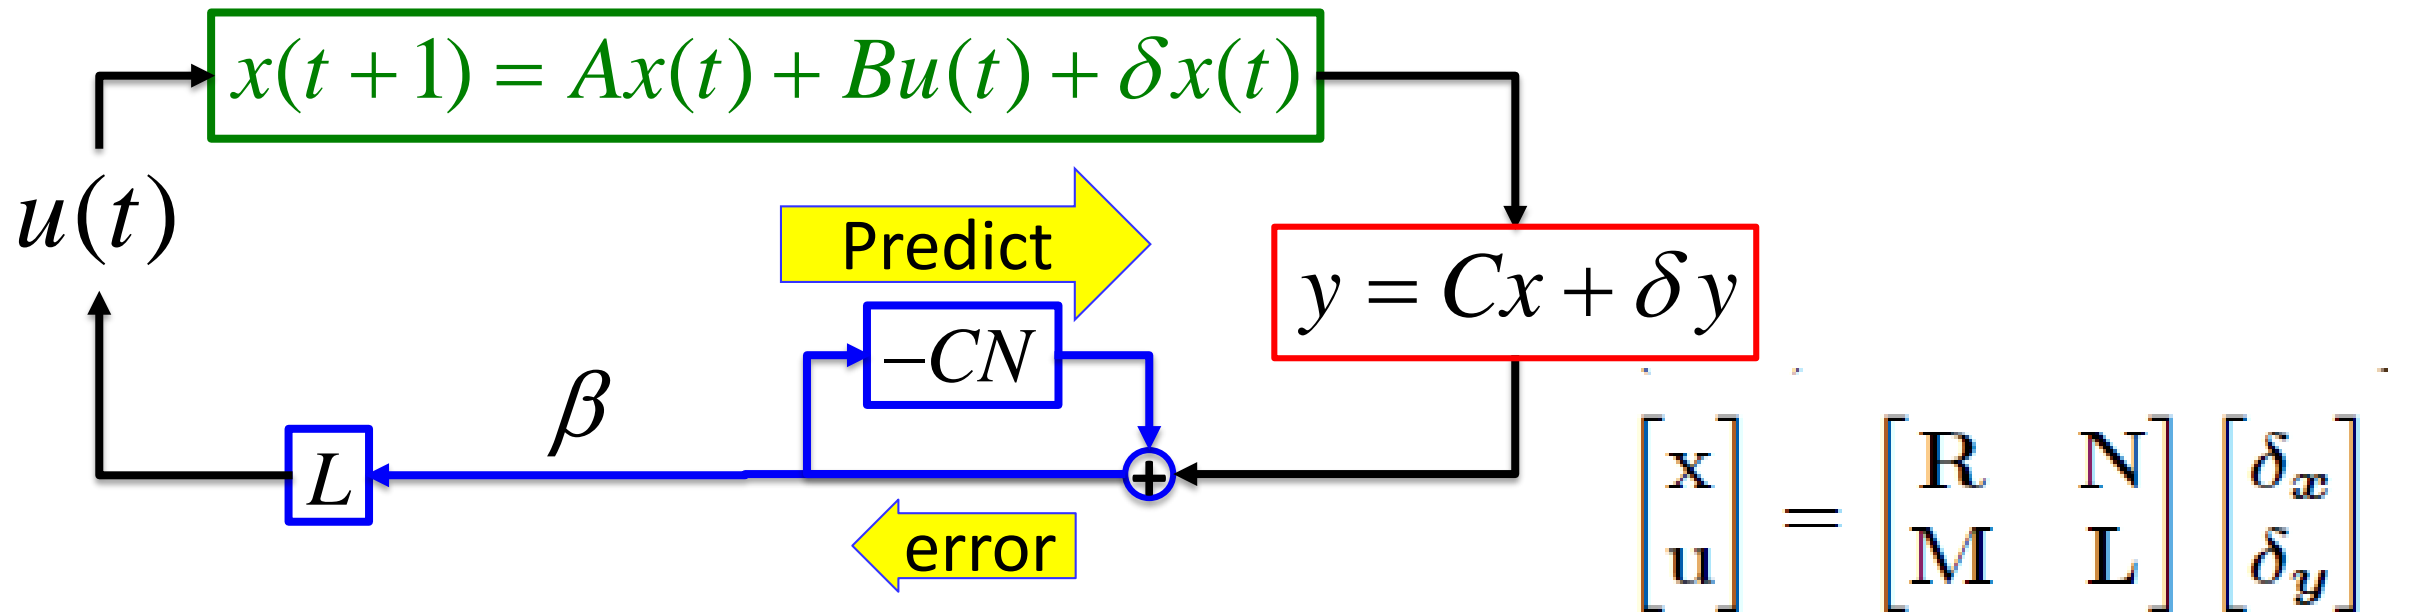 x(t + 1) = Ax(t) + Bu(t) + δx(t)
u(t)
Predict
y = Cx + δy
−CN
β
L
+
error
[x u] = [R N M L] [δx δy]